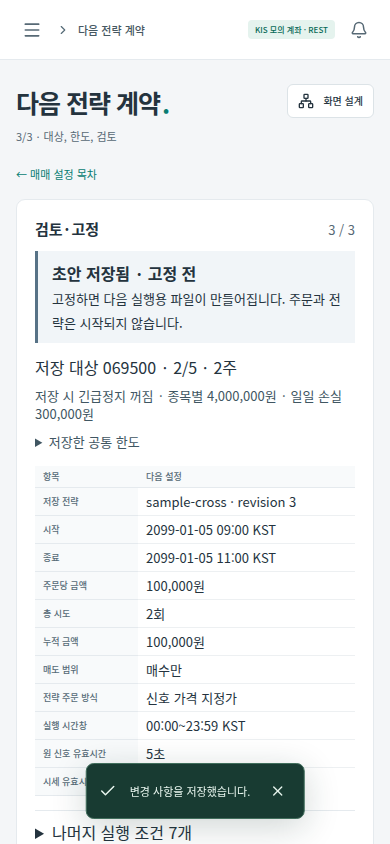 다음 전략 계약
KIS 모의 계좌 · REST
다음 전략 계약.
화면 설계
3/3 · 대상, 한도, 검토
← 매매 설정 목차
검토·고정
3 / 3
초안 저장됨 · 고정 전
고정하면 다음 실행용 파일이 만들어집니다. 주문과 전
략은 시작되지 않습니다.
저장 대상 069500 · 2/5 · 2주
저장 시 긴급정지 꺼짐 · 종목별 4,000,000원 · 일일 손실
300,000원
▶ 저장한 공통 한도
항목 다음 설정
저장 전략 sample-cross · revision 3
시작 2099-01-05 09:00 KST
종료 2099-01-05 11:00 KST
주문당 금액 100,000원
총 시도 2회
누적 금액 100,000원
매도 범위 매수만
전략 주문 방식 신호 가격 지정가
실행 시간창 00:00~23:59 KST
원 신호 유효시간 5초
시세
변경 사항을 저장했습니다.
▶ 나머지 실행 조건 7개